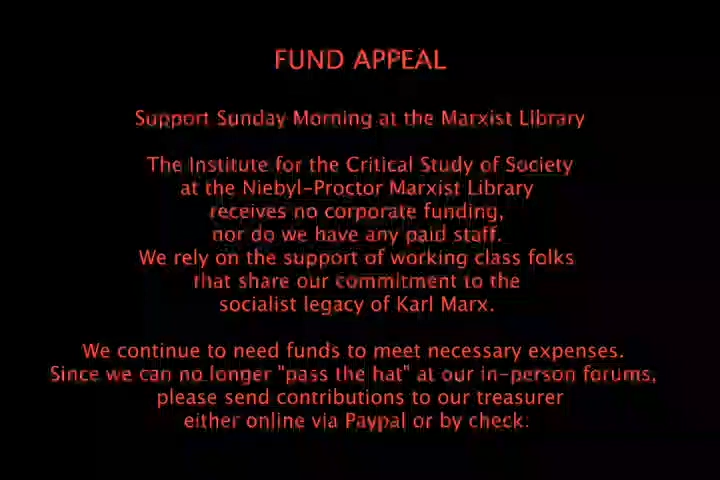 FUND APPEAL
Support Sunday Morning at the Marxist Library
The Institute for the Critical Study of Society
at the Niebyl-Proctor Marxist Library
receives no corporate funding,
nor do we have any paid staff.
We rely on the support of working class folks
that share our commitment to the
socialist legacy of Karl Marx.
We continue to need funds to meet necessary expenses.
Since we can no longer "pass the hat" at our in-person forums,
please send contributions to our treasurer
either online via Paypal or by check: